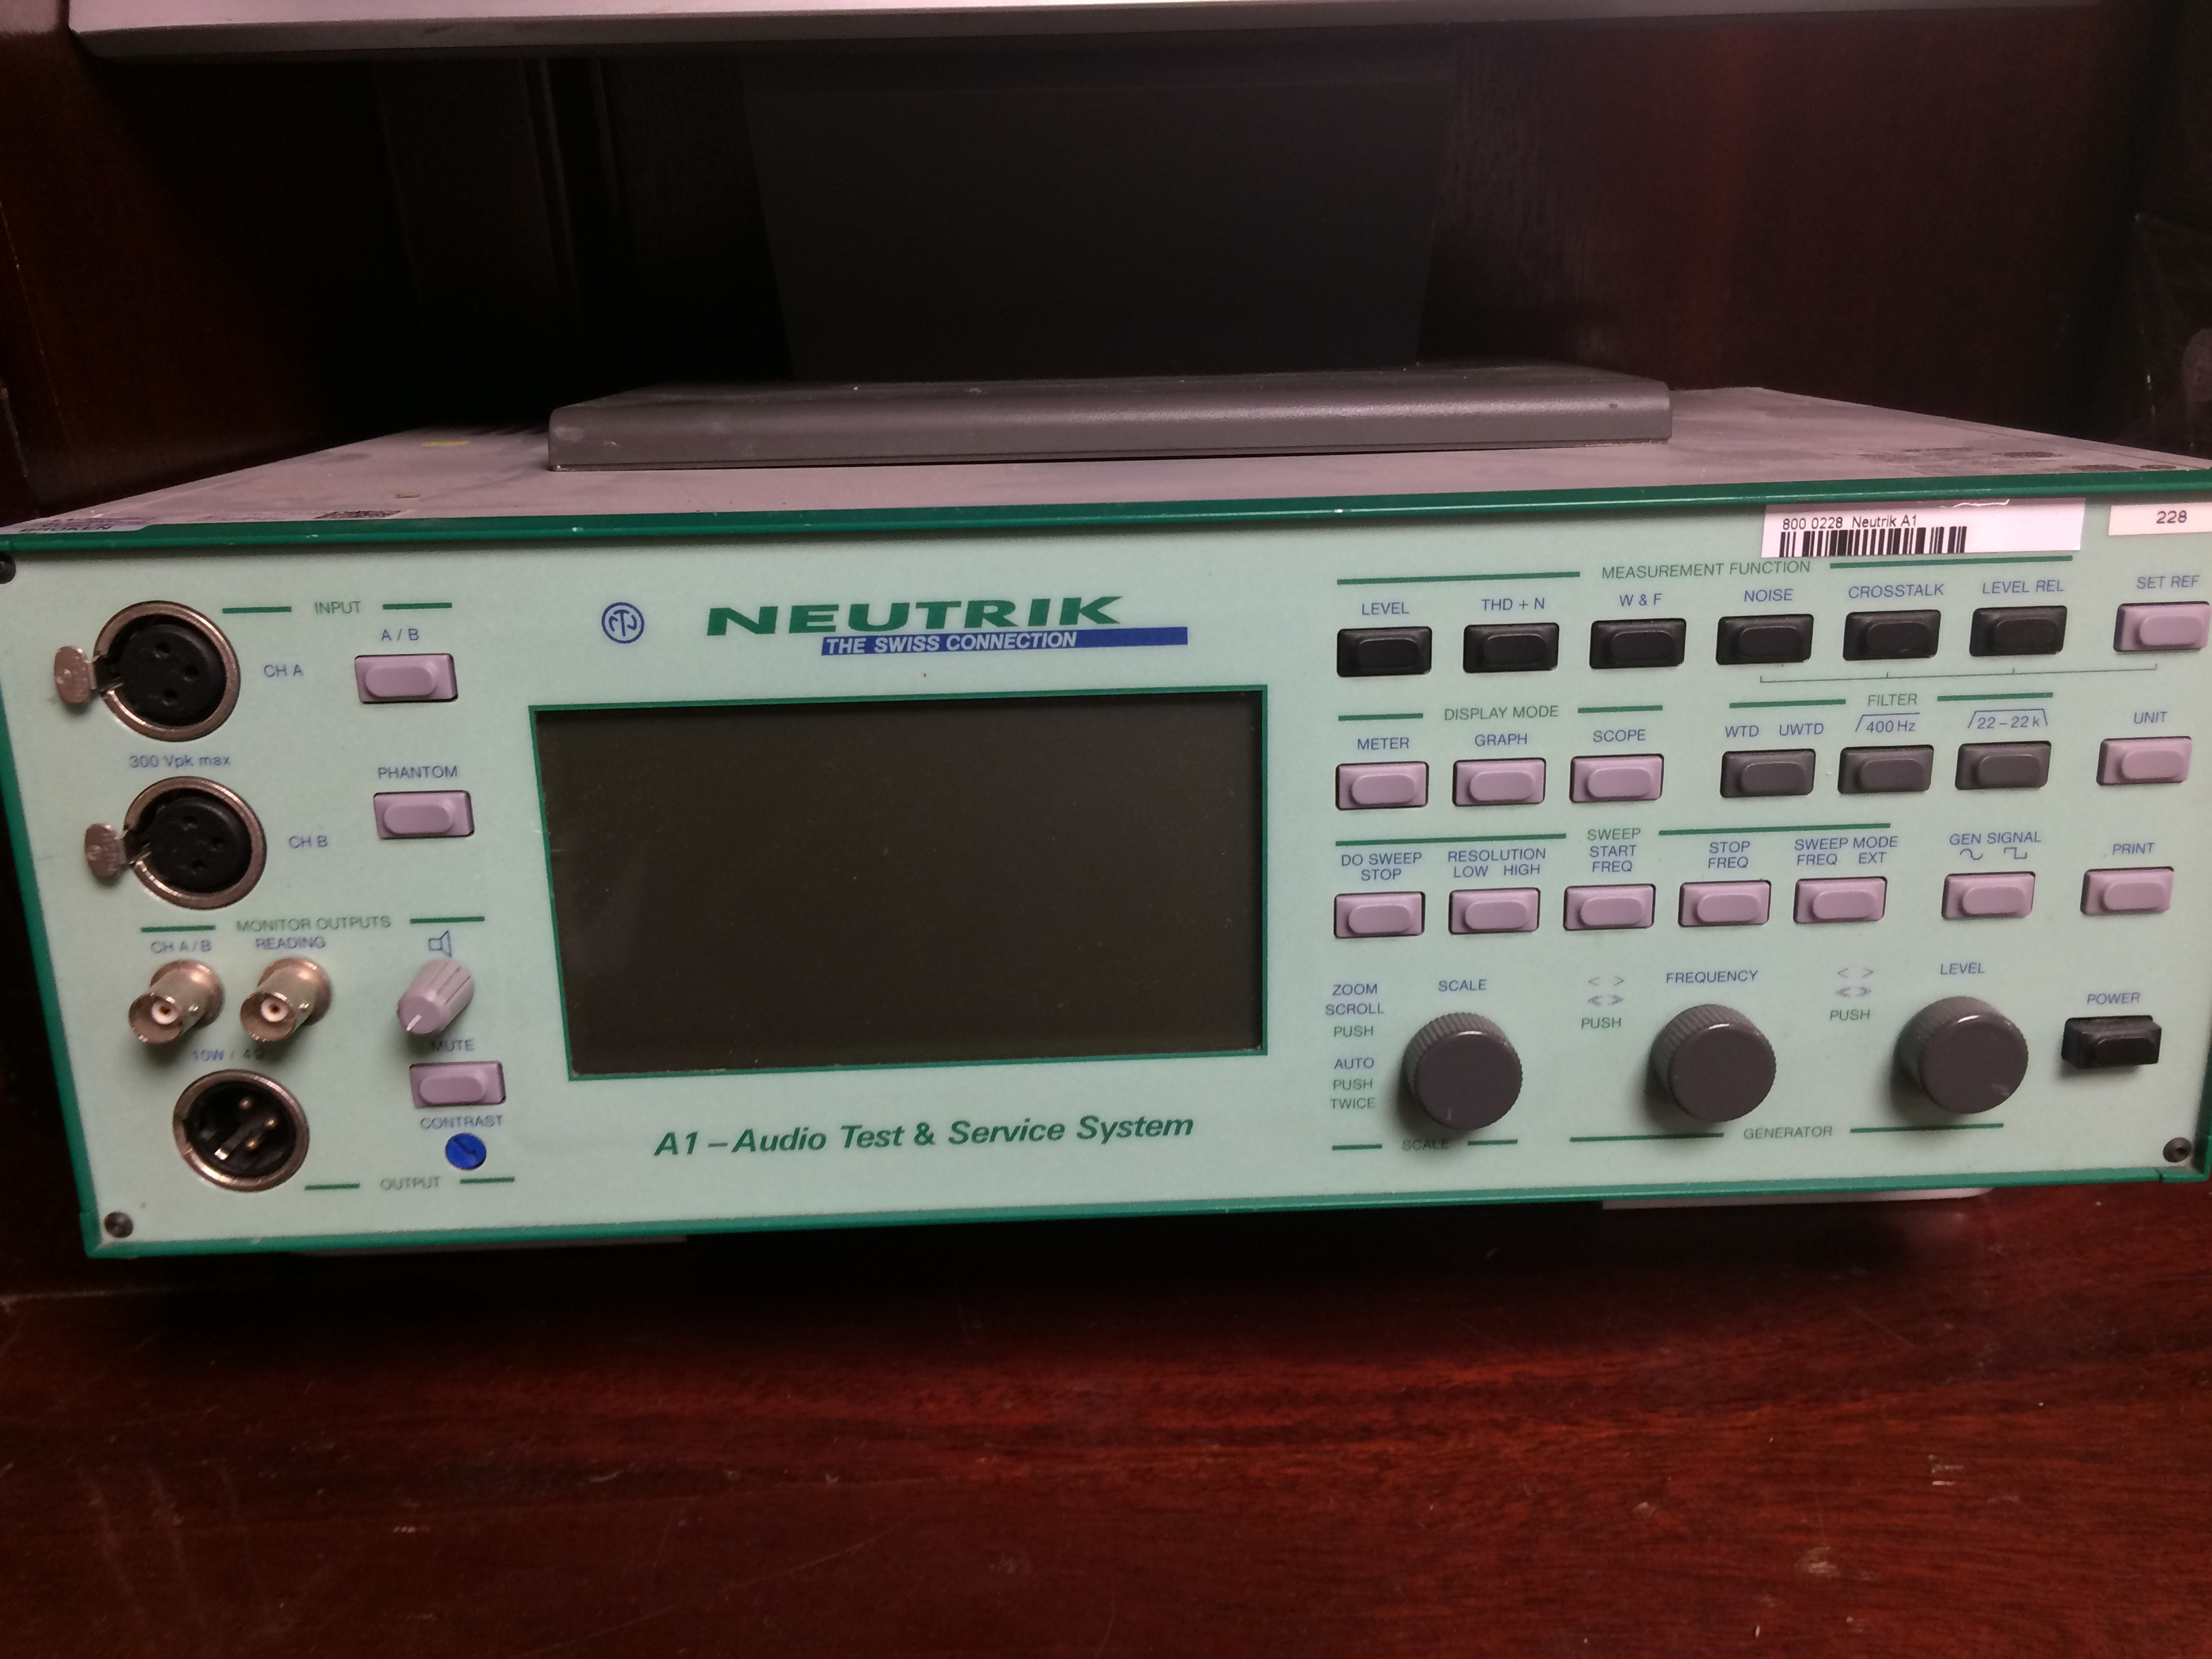 800 0228 Neutrik A1
228
INPUT
A / B
CH A
300 Vpk max
PHANTOM
CH B
MONITOR OUTPUTS
CH A / B READING
10W / 4Ω
MUTE
CONTRAST
OUTPUT
NEUTRIK
THE SWISS CONNECTION
A1 – Audio Test & Service System
MEASUREMENT FUNCTION
LEVEL THD + N W & F NOISE CROSSTALK LEVEL REL SET REF
DISPLAY MODE
METER GRAPH SCOPE
FILTER
WTD UWTD 400 Hz 22 – 22 k
UNIT
SWEEP
DO SWEEP
STOP
RESOLUTION
LOW HIGH
START
FREQ
STOP
FREQ
SWEEP MODE
FREQ EXT
GEN SIGNAL
PRINT
ZOOM
SCROLL
PUSH
AUTO
PUSH
TWICE
SCALE
SCALE
< >
< >
PUSH
FREQUENCY
< >
< >
PUSH
LEVEL
GENERATOR
POWER